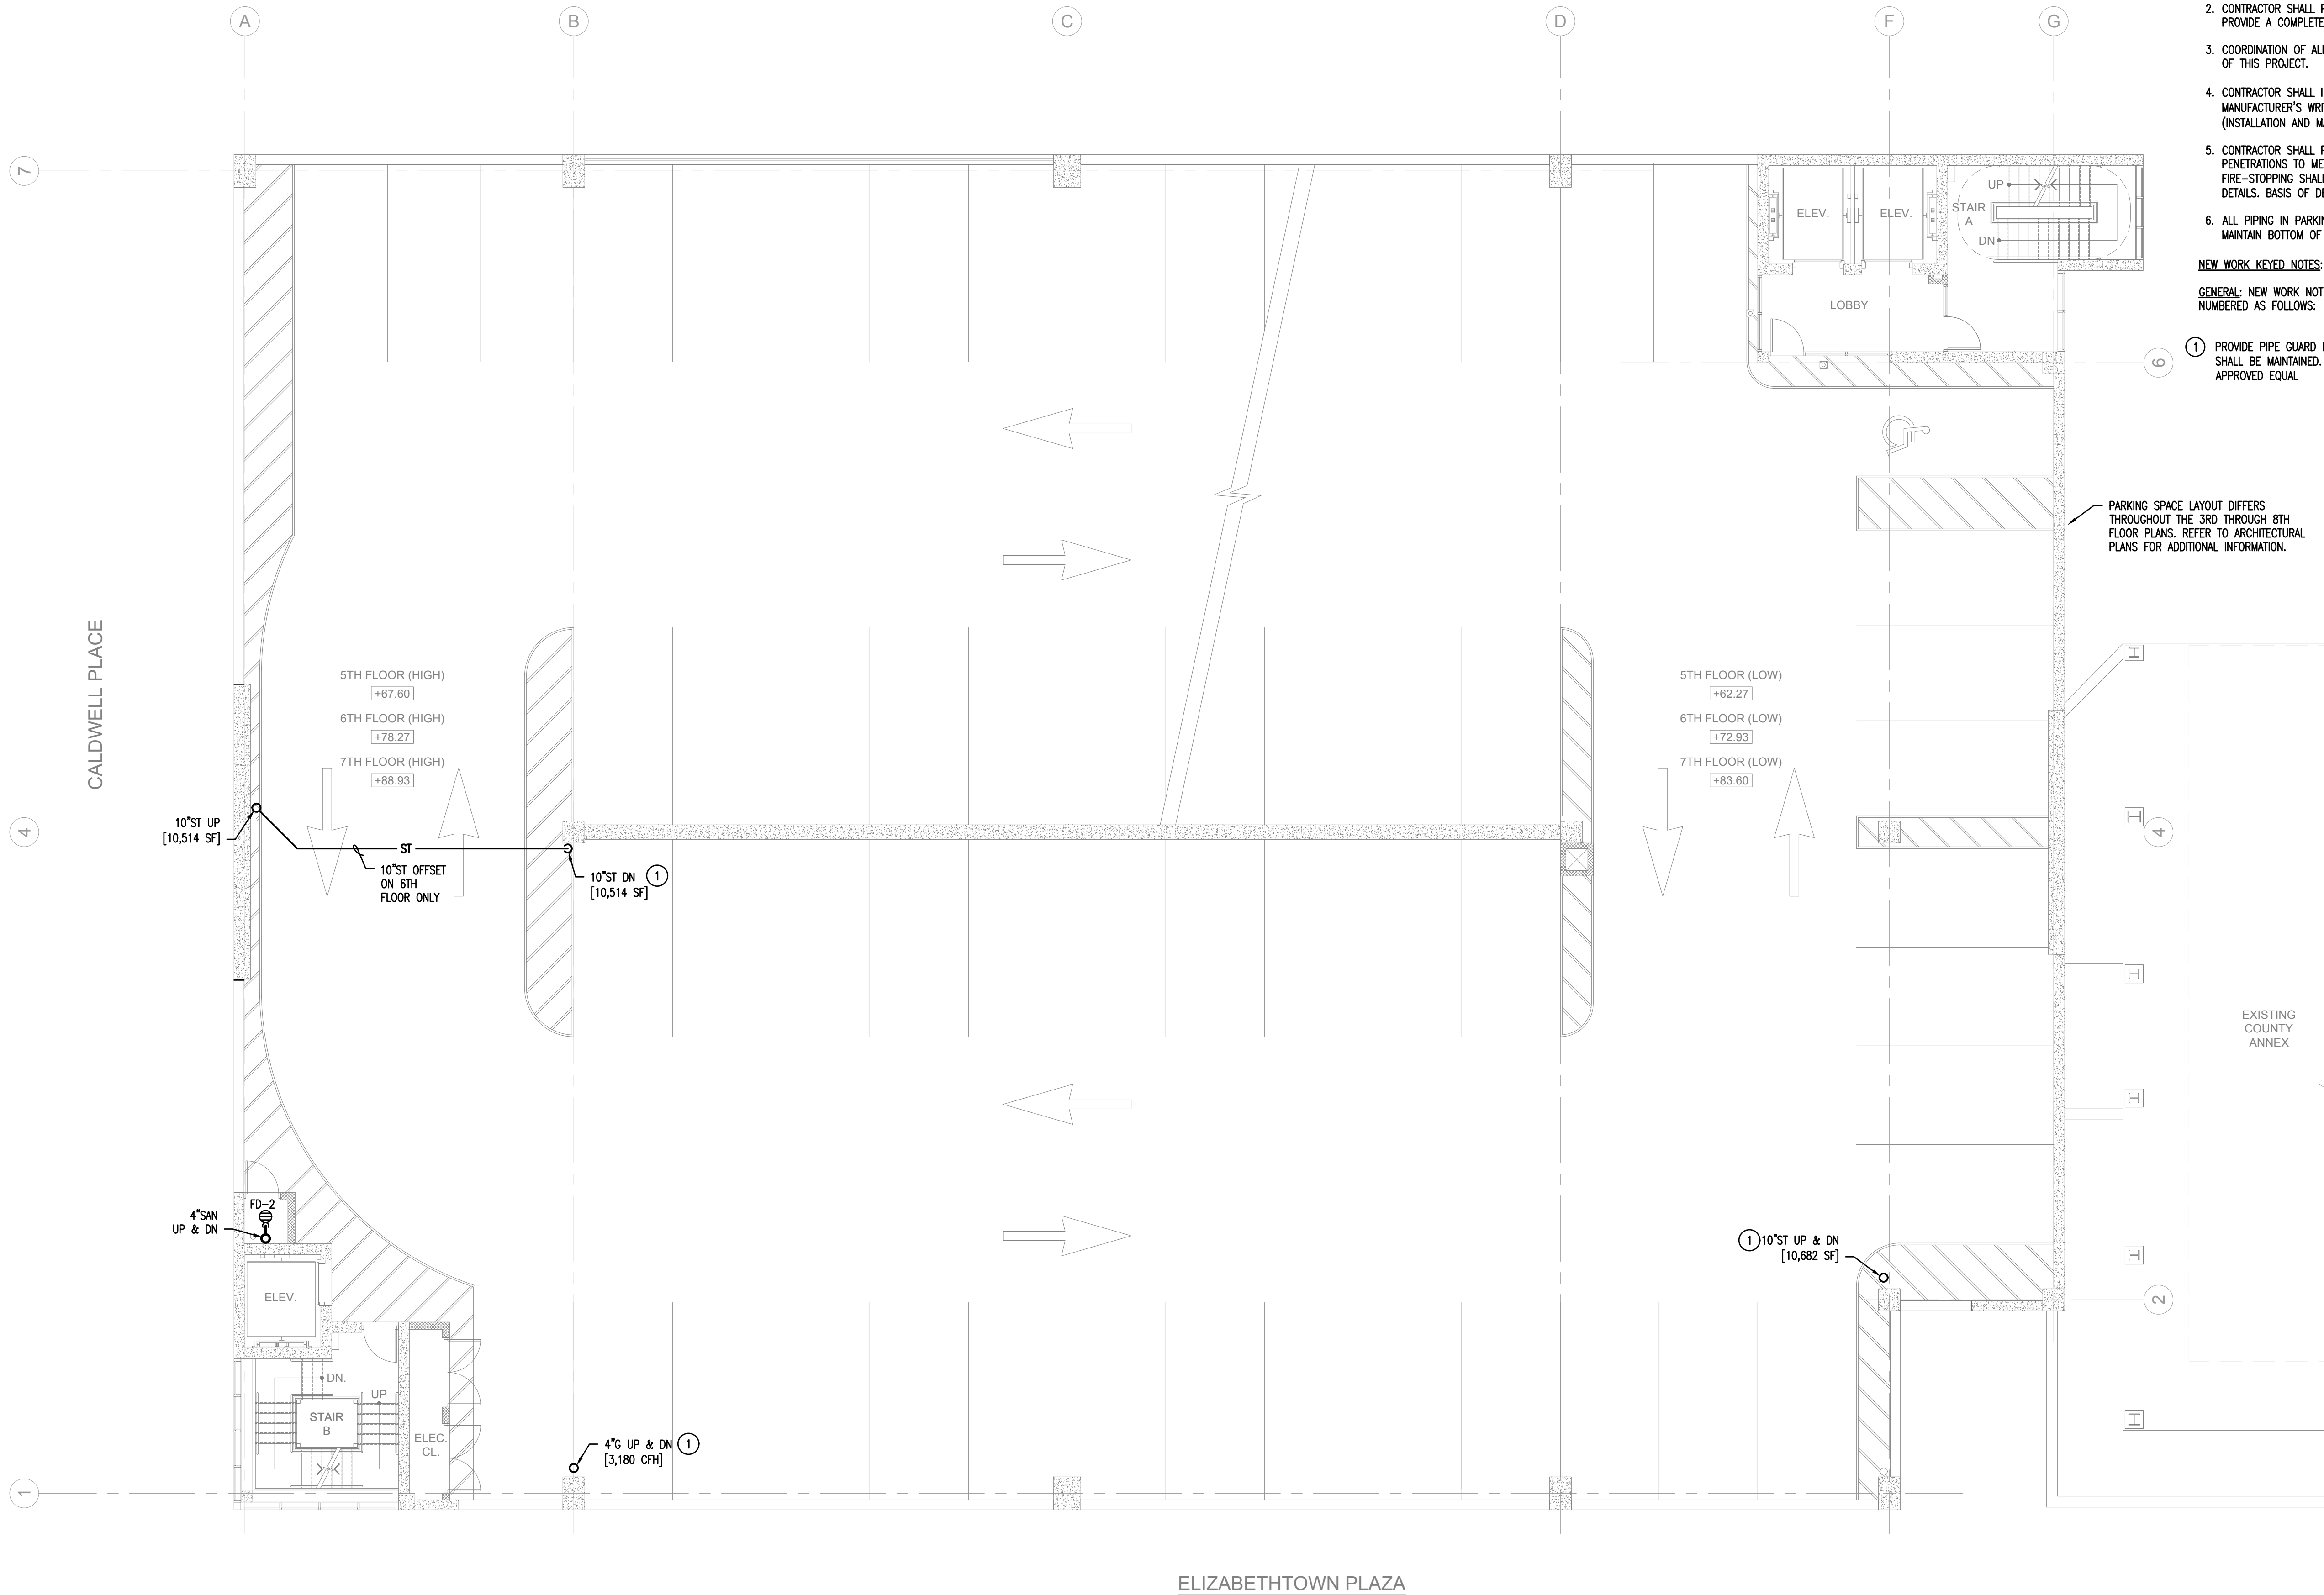 A
B
C
D
F
G
2. CONTRACTOR SHALL
PROVIDE A COMPLETE
3. COORDINATION OF ALL
OF THIS PROJECT.
4. CONTRACTOR SHALL
MANUFACTURER'S
(INSTALLATION AND
5. CONTRACTOR SHALL
PENETRATIONS TO
FIRE-STOPPING SHALL
DETAILS. BASIS OF
6. ALL PIPING IN
MAINTAIN BOTTOM OF
NEW WORK KEYED NOTES:
GENERAL: NEW WORK
NUMBERED AS FOLLOWS:
1 PROVIDE PIPE GUARD
SHALL BE MAINTAINED.
APPROVED EQUAL
7
ELEV.
ELEV.
STAIR
A
UP
DN
LOBBY
6
PARKING SPACE LAYOUT DIFFERS
THROUGHOUT THE 3RD THROUGH 8TH
FLOOR PLANS. REFER TO ARCHITECTURAL
PLANS FOR ADDITIONAL INFORMATION.
CALDWELL PLACE
5TH FLOOR (HIGH)
+67.60
6TH FLOOR (HIGH)
+78.27
7TH FLOOR (HIGH)
+88.93
5TH FLOOR (LOW)
+62.27
6TH FLOOR (LOW)
+72.93
7TH FLOOR (LOW)
+83.60
4
10"ST UP
[10,514 SF]
ST
10"ST OFFSET
ON 6TH
FLOOR ONLY
10"ST DN 1
[10,514 SF]
4
EXISTING
COUNTY
ANNEX
FD-2
4"SAN
UP & DN
1 10"ST UP & DN
[10,682 SF]
2
ELEV.
DN.
UP
STAIR
B
ELEC.
CL.
4"G UP & DN 1
[3,180 CFH]
1
ELIZABETHTOWN PLAZA